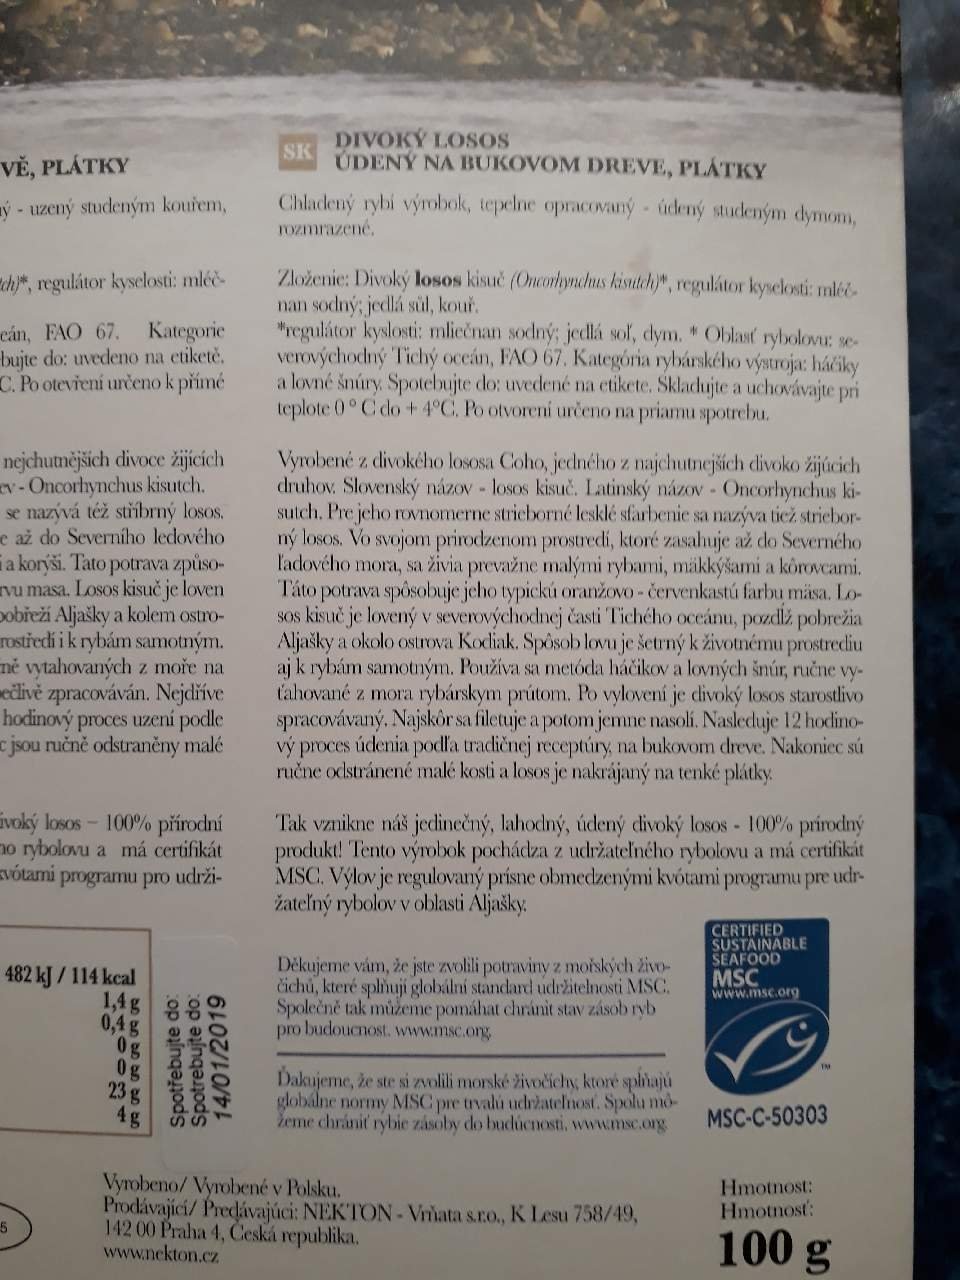 VĚ, PLÁTKY
ý - uzený studeným kouřem,
tch)*, regulátor kyselosti: mléč-
eán, FAO 67. Kategorie
bujte do: uvedeno na etiketě.
C. Po otevření určeno k přímé
nejchutnějších divoce žijících
ev - Oncorhynchus kisutch.
se nazývá též stříbrný losos.
e až do Severního ledového
i a korýši. Tato potrava způso-
rvu masa. Losos kisuč je loven
pobřeží Aljašky a kolem ostro-
rostředí i k rybám samotným.
ně vytahovaných z moře na
pečlivě zpracováván. Nejdříve
hodinový proces uzení podle
c jsou ručně odstraněny malé
ivoký losos – 100% přírodní
ho rybolovu a má certifikát
kvótami programu pro udrži-
482 kJ / 114 kcal
1,4 g
0,4 g
0 g
0 g
23 g
4 g
Spotřebujte do:
Spotrebujte do:
14/01/2019
SK
DIVOKÝ LOSOS
ÚDENÝ NA BUKOVOM DREVE, PLÁTKY
Chladený rybí výrobok, tepelne opracovaný - údený studeným dymom,
rozmrazené.
Zloženie: Divoký losos kisuč (Oncorhynchus kisutch)*, regulátor kyselosti: mléč-
nan sodný; jedlá sůl, kouř.
*regulátor kyslosti: mliečnan sodný; jedlá soľ, dym. * Oblasť rybolovu: se-
verovýchodný Tichý oceán, FAO 67. Kategória rybárského výstroja: háčiky
a lovné šnúry. Spotebujte do: uvedené na etikete. Skladujte a uchovávajte pri
teplote 0 ° C do + 4°C. Po otvorení určeno na priamu spotrebu.
Vyrobené z divokého lososa Coho, jedného z najchutnejších divoko žijúcich
druhov. Slovenský názov - losos kisuč. Latinský názov - Oncorhynchus ki-
sutch. Pre jeho rovnomerne strieborné lesklé sfarbenie sa nazýva tiež striebor-
ný losos. Vo svojom prirodzenom prostredí, ktoré zasahuje až do Severného
ľadového mora, sa živia prevažne malými rybami, mäkkýšami a kôrovcami.
Táto potrava spôsobuje jeho typickú oranžovo - červenkastú farbu mäsa. Lo-
sos kisuč je lovený v severovýchodnej časti Tichého oceánu, pozdĺž pobrežia
Aljašky a okolo ostrova Kodiak. Spôsob lovu je šetrný k životnému prostrediu
aj k rybám samotným. Používa sa metóda háčikov a lovných šnúr, ručne vy-
ťahované z mora rybárskym prútom. Po vylovení je divoký losos starostlivo
spracovávaný. Najskôr sa filetuje a potom jemne nasolí. Nasleduje 12 hodino-
vý proces údenia podľa tradičnej receptúry, na bukovom dreve. Nakoniec sú
ručne odstránené malé kosti a losos je nakrájaný na tenké plátky.
Tak vznikne náš jedinečný, lahodný, údený divoký losos - 100% prírodný
produkt! Tento výrobok pochádza z udržateľného rybolovu a má certifikát
MSC. Výlov je regulovaný prísne obmedzenými kvótami programu pre udr-
žateľný rybolov v oblasti Aljašky.
Děkujeme vám, že jste zvolili potraviny z mořských živo-
čichů, které splňují globální standard udržitelnosti MSC.
Společně tak můžeme pomáhat chránit stav zásob ryb
pro budoucnost. www.msc.org.
Ďakujeme, že ste si zvolili morské živočíchy, ktoré splňajú
globálne normy MSC pre trvalú udržateľnosť. Spolu mô-
žeme chrániť rybie zásoby do budúcnosti, www.msc.org
CERTIFIED
SUSTAINABLE
SEAFOOD
MSC
www.msc.org
TM
MSC-C-50303
5
Vyrobeno/ Vyrobené v Polsku.
Prodávající/ Predávajúci: NEKTON - Vrňata s.r.o., K Lesu 758/49,
142 00 Praha 4, Česká republika.
www.nekton.cz
Hmotnost:
Hmotnosť:
100 g